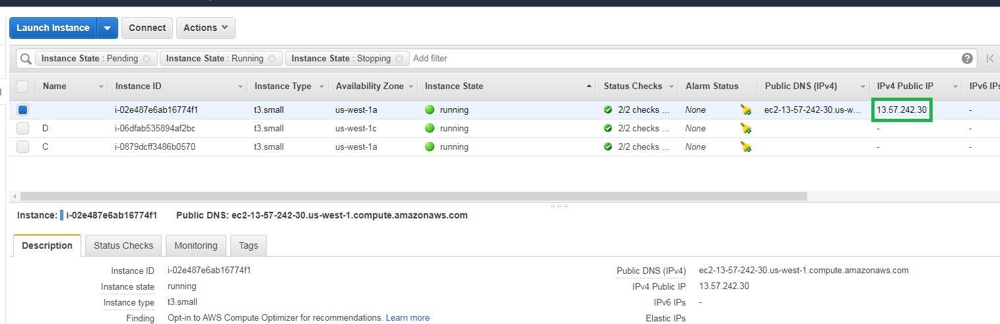 Launch Instance Connect Actions
Instance State : Pending Instance State : Running Instance State : Stopping Add filter
Name Instance ID Instance Type Availability Zone Instance State Status Checks Alarm Status Public DNS (IPv4) IPv4 Public IP IPv6 IPs
i-02e487e6ab16774f1 t3.small us-west-1a running 2/2 checks ... None ec2-13-57-242-30.us-w... 13.57.242.30 -
D i-06dfab535894af2bc t3.small us-west-1c running 2/2 checks ... None - -
C i-0879dcff3486b0570 t3.small us-west-1a running 2/2 checks ... None - -
Instance: i-02e487e6ab16774f1 Public DNS: ec2-13-57-242-30.us-west-1.compute.amazonaws.com
Description Status Checks Monitoring Tags
Instance ID i-02e487e6ab16774f1 Public DNS (IPv4) ec2-13-57-242-30.us-west-1.compute.amazonaws.com
Instance state running IPv4 Public IP 13.57.242.30
Instance type t3.small IPv6 IPs -
Finding Opt-in to AWS Compute Optimizer for recommendations. Learn more Elastic IPs